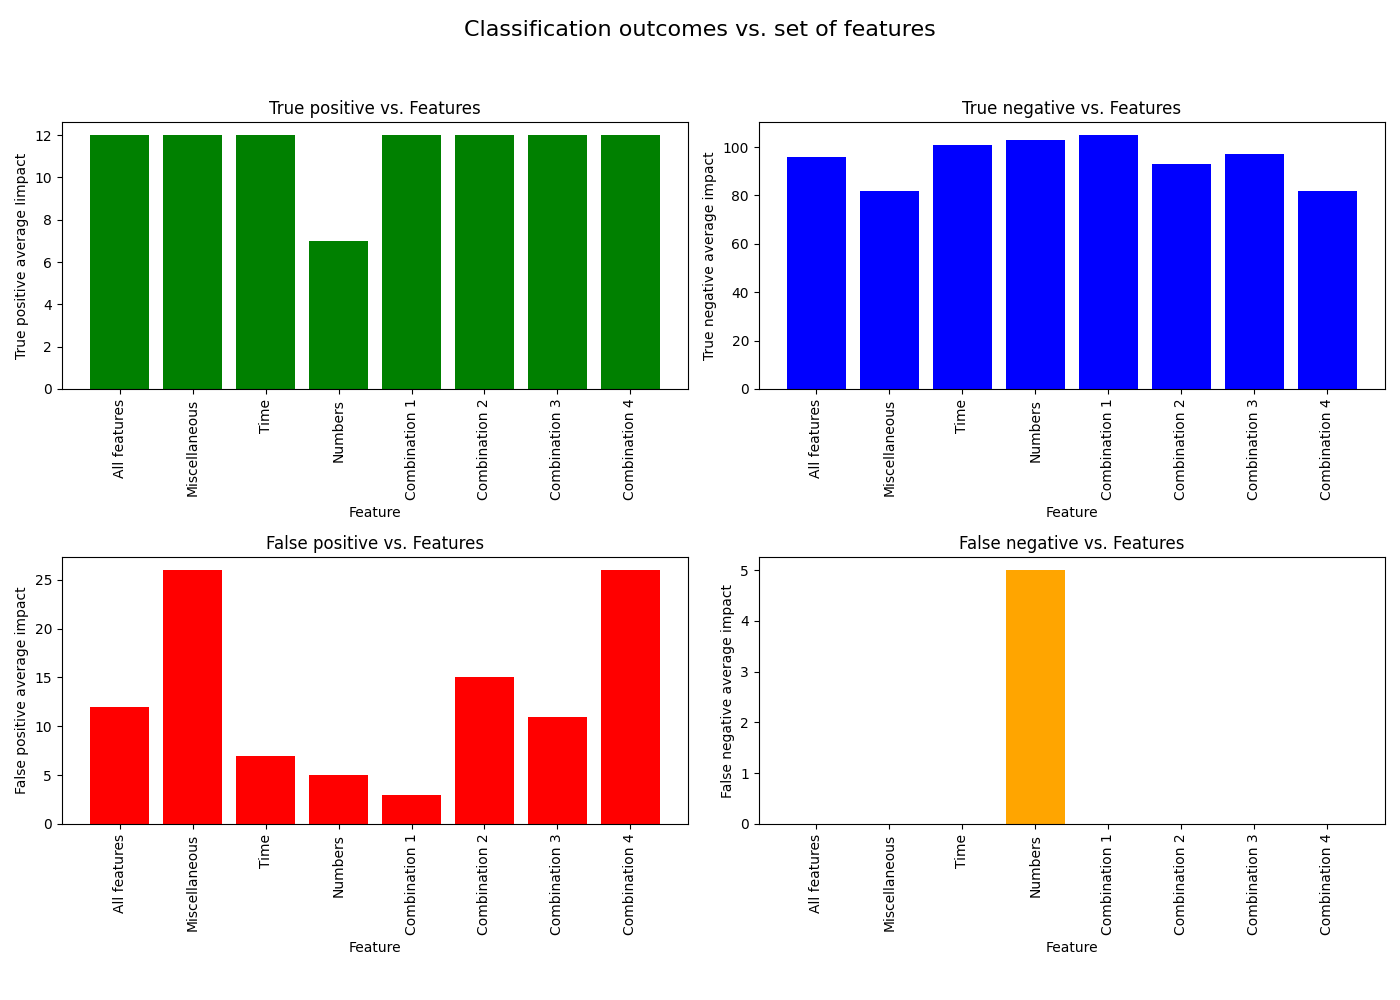 Classification outcomes vs. set of features
True positive vs. Features
True positive average limpact
12
10
8
6
4
2
0
All features
Miscellaneous
Time
Numbers
Combination 1
Combination 2
Combination 3
Combination 4
Feature
True negative vs. Features
True negative average impact
100
80
60
40
20
0
All features
Miscellaneous
Time
Numbers
Combination 1
Combination 2
Combination 3
Combination 4
Feature
False positive vs. Features
False positive average impact
25
20
15
10
5
0
All features
Miscellaneous
Time
Numbers
Combination 1
Combination 2
Combination 3
Combination 4
Feature
False negative vs. Features
False negative average impact
5
4
3
2
1
0
All features
Miscellaneous
Time
Numbers
Combination 1
Combination 2
Combination 3
Combination 4
Feature